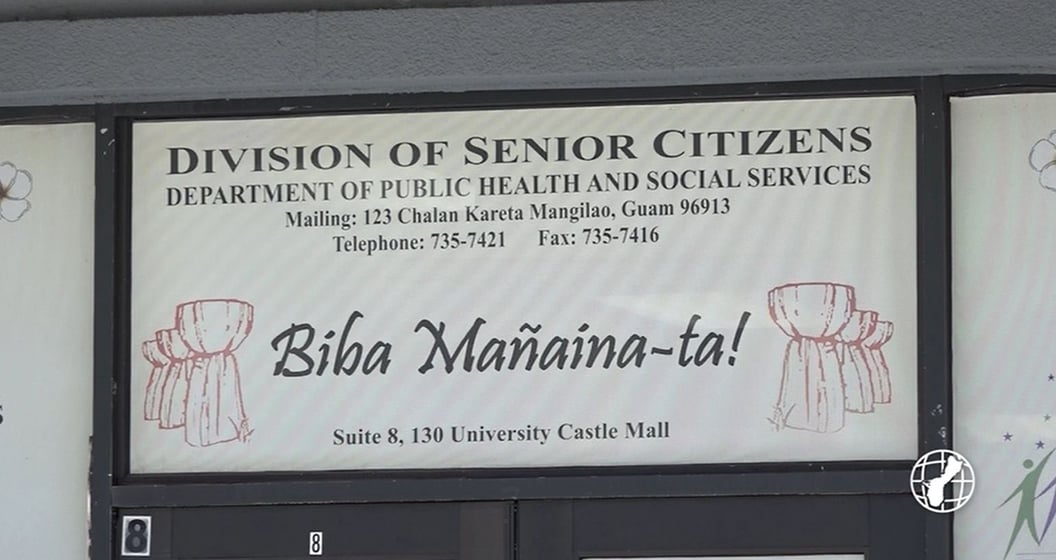 DIVISION OF SENIOR CITIZENS
DEPARTMENT OF PUBLIC HEALTH AND SOCIAL SERVICES
Mailing: 123 Chalan Kareta Mangilao, Guam 96913
Telephone: 735-7421 Fax: 735-7416
Biba Mañaina-ta!
Suite 8, 130 University Castle Mall
8
8